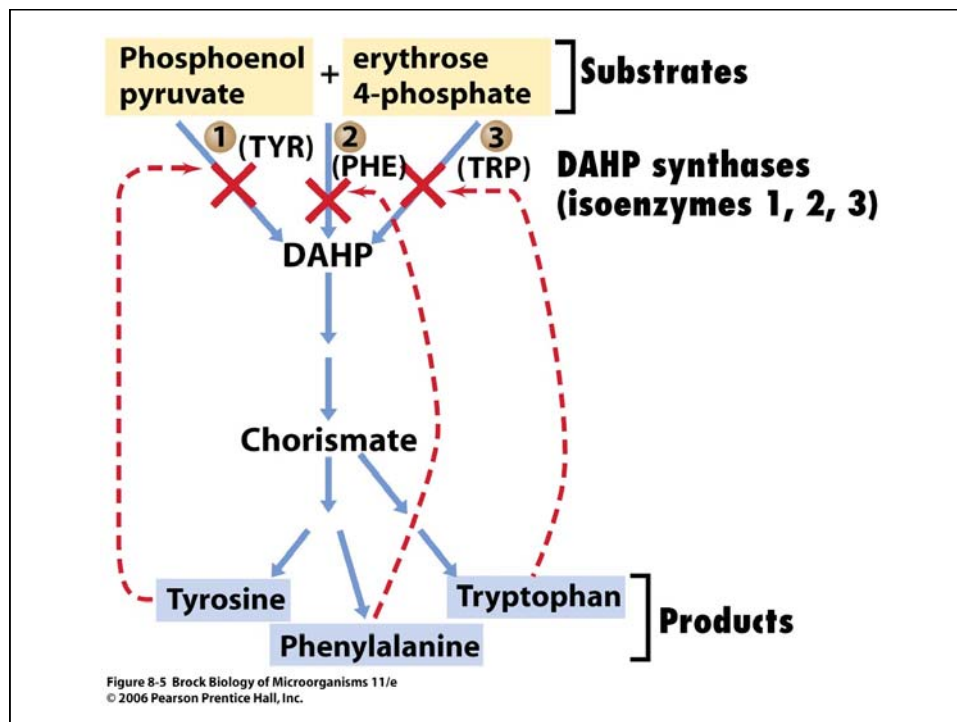 Phosphoenol
pyruvate
+
erythrose
4-phosphate
Substrates
1
(TYR)
2
(PHE)
3
(TRP)
DAHP synthases
(isoenzymes 1, 2, 3)
DAHP
Chorismate
Tyrosine
Phenylalanine
Tryptophan
Products
Figure 8-5 Brock Biology of Microorganisms 11/e
© 2006 Pearson Prentice Hall, Inc.